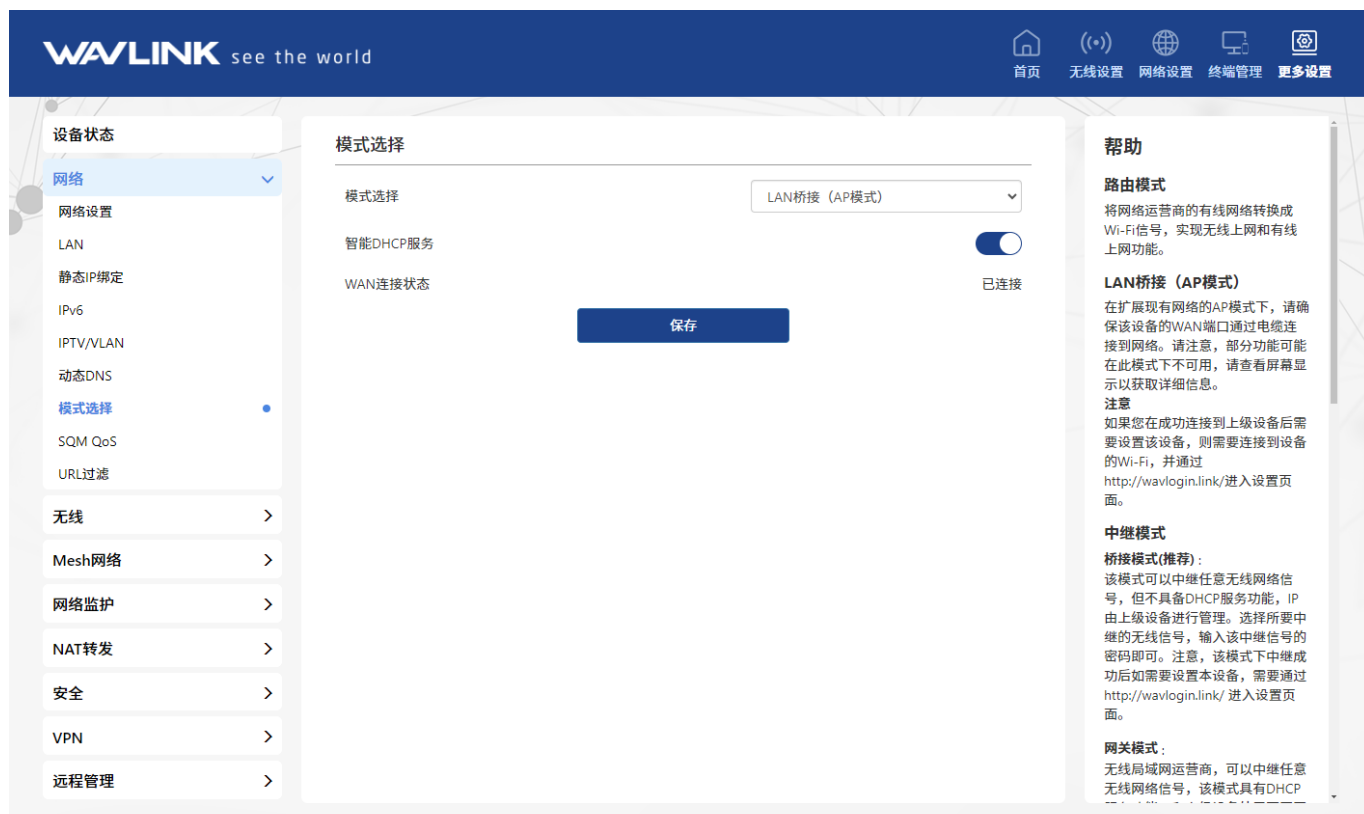 WAVLINK see the world
首页
无线设置
网络设置
终端管理
更多设置
设备状态
网络
网络设置
LAN
静态IP绑定
IPv6
IPTV/VLAN
动态DNS
模式选择
SQM QoS
URL过滤
无线
Mesh网络
网络监护
NAT转发
安全
VPN
远程管理
模式选择
模式选择
LAN桥接（AP模式）
智能DHCP服务
WAN连接状态
已连接
保存
帮助
路由模式
将网络运营商的有线网络转换成
Wi-Fi信号，实现无线上网和有线
上网功能。
LAN桥接（AP模式）
在扩展现有网络的AP模式下，请确
保该设备的WAN端口通过电缆连
接到网络。请注意，部分功能可能
在此模式下不可用，请查看屏幕显
示以获取详细信息。
注意
如果您在成功连接到上级设备后需
要设置该设备，则需要连接到设备
的Wi-Fi，并通过
http://wavlogin.link/进入设置页
面。
中继模式
桥接模式(推荐)：
该模式可以中继任意无线网络信
号，但不具备DHCP服务功能，IP
由上级设备进行管理。选择所要中
继的无线信号，输入该中继信号的
密码即可。注意，该模式下中继成
功后如需要设置本设备，需要通过
http://wavlogin.link/ 进入设置页
面。
网关模式：
无线局域网运营商，可以中继任意
无线网络信号，该模式具有DHCP